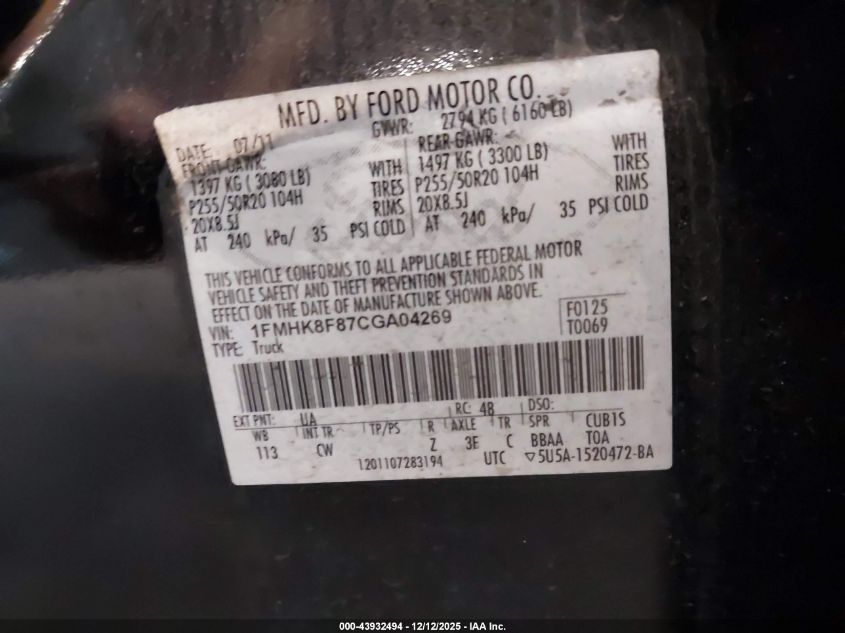 MFD. BY FORD MOTOR CO.
DATE: 07/11 GVWR: 2794 KG ( 6160 LB)
FRONT GAWR: REAR GAWR:
1397 KG ( 3080 LB) WITH 1497 KG ( 3300 LB) WITH
P255/50R20 104H TIRES P255/50R20 104H TIRES
20X8.5J RIMS 20X8.5J RIMS
AT 240 kPa/ 35 PSI COLD AT 240 kPa/ 35 PSI COLD
THIS VEHICLE CONFORMS TO ALL APPLICABLE FEDERAL MOTOR
VEHICLE SAFETY AND THEFT PREVENTION STANDARDS IN
EFFECT ON THE DATE OF MANUFACTURE SHOWN ABOVE.
VIN: 1FMHK8F87CGA04269 F0125
TYPE: Truck T0069
EXT PNT: UA RC: 48 DSO:
WB INT TR TP/PS R AXLE TR SPR CUB1S
113 CW Z 3E C BBAA TOA
1201107283194 UTC ▽5U5A-1520472-BA
000-43932494 - 12/12/2025 - IAA Inc.